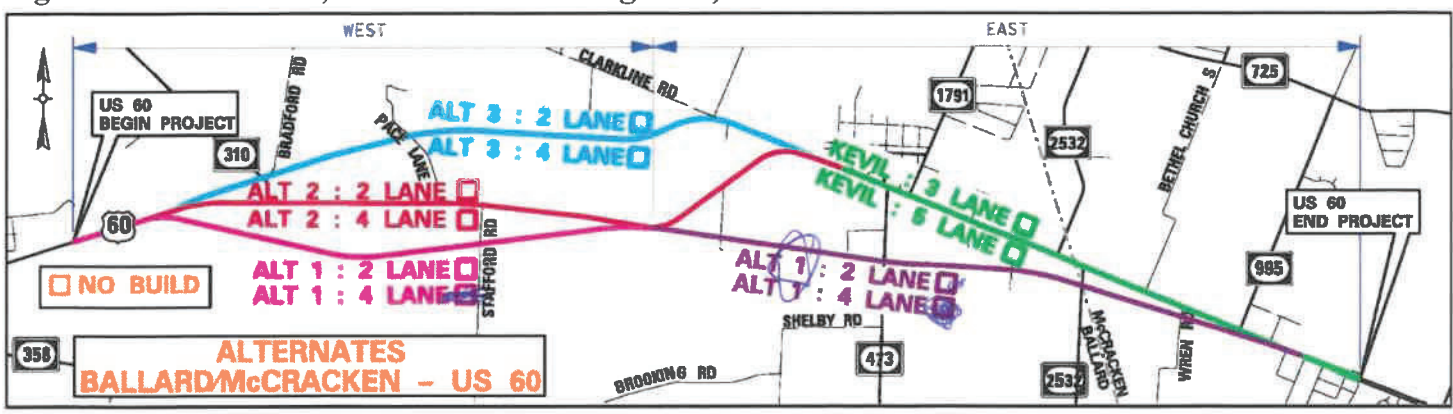 WEST
EAST
US 60
BEGIN PROJECT
310
BRADFORD RD
PACE LANE
CLARKLINE RD
ALT 3 : 2 LANE
ALT 3 : 4 LANE
1791
2532
BETHEL CHURCH S
725
KEVIL : 3 LANE
KEVIL : 5 LANE
ALT 2 : 2 LANE
ALT 2 : 4 LANE
60
US 60
END PROJECT
STAFFORD RD
ALT 1 : 2 LANE
ALT 1 : 4 LANE
ALT 1 : 2 LANE
ALT 1 : 4 LANE
NO BUILD
995
SHELBY RD
358
ALTERNATES
BALLARD/McCRACKEN - US 60
BROOKING RD
473
2532
McCRACKEN
BALLARD
WREN RD